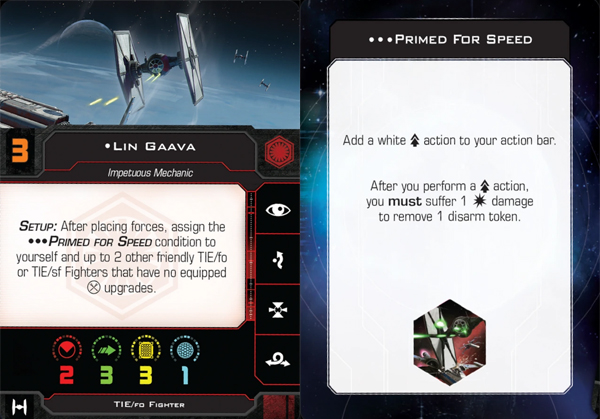 3
•Lin Gaava
Impetuous Mechanic
Setup: After placing forces, assign the
•••Primed for Speed condition to
yourself and up to 2 other friendly TIE/fo
or TIE/sf Fighters that have no equipped
upgrades.
2 3 3 1
TIE/fo Fighter
•••Primed For Speed
Add a white action to your action bar.
After you perform a action,
you must suffer 1 damage
to remove 1 disarm token.